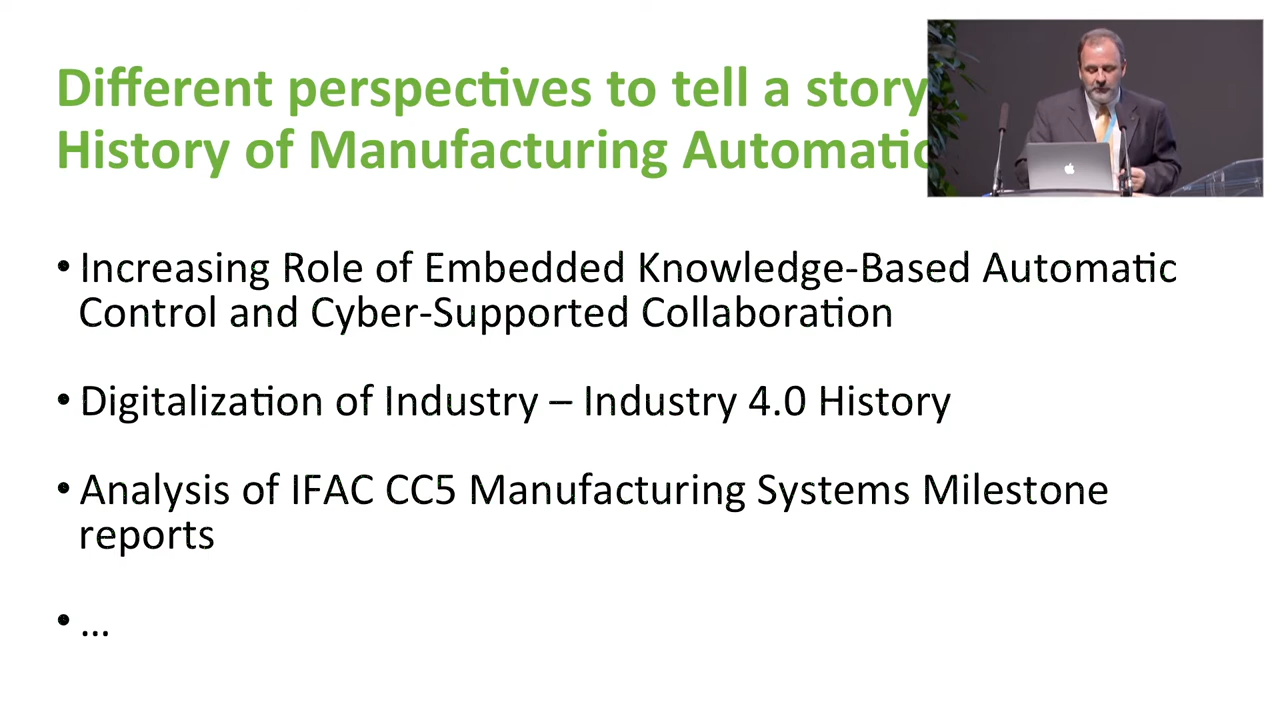 Different perspectives to tell a story
History of Manufacturing Automatic
• Increasing Role of Embedded Knowledge-Based Automatic
Control and Cyber-Supported Collaboration
• Digitalization of Industry – Industry 4.0 History
• Analysis of IFAC CC5 Manufacturing Systems Milestone
reports
• ...